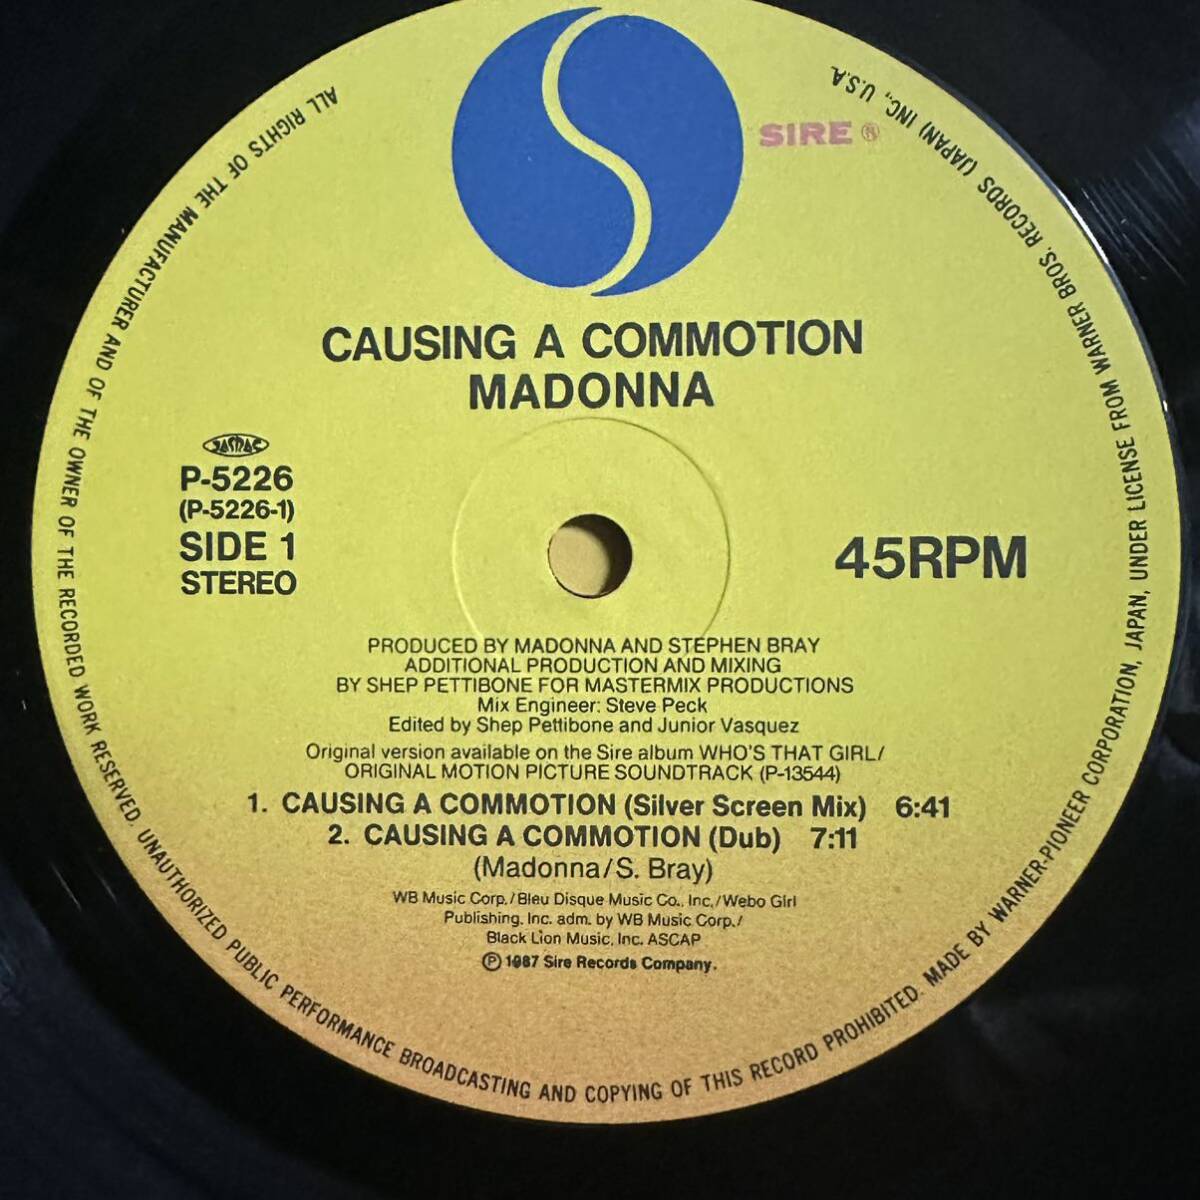 SIRE ®
CAUSING A COMMOTION
MADONNA
JASRAC
P-5226
(P-5226-1)
SIDE 1
STEREO
45RPM
PRODUCED BY MADONNA AND STEPHEN BRAY
ADDITIONAL PRODUCTION AND MIXING
BY SHEP PETTIBONE FOR MASTERMIX PRODUCTIONS
Mix Engineer: Steve Peck
Edited by Shep Pettibone and Junior Vasquez
Original version available on the Sire album WHO'S THAT GIRL/
ORIGINAL MOTION PICTURE SOUNDTRACK (P-13544)
1. CAUSING A COMMOTION (Silver Screen Mix) 6:41
2. CAUSING A COMMOTION (Dub) 7:11
(Madonna/S. Bray)
WB Music Corp./Bleu Disque Music Co., Inc./Webo Girl
Publishing, Inc. adm. by WB Music Corp./
Black Lion Music, Inc. ASCAP
Ⓟ 1987 Sire Records Company.
ALL RIGHTS OF THE MANUFACTURER AND OF THE OWNER OF THE RECORDED WORK RESERVED. UNAUTHORIZED PUBLIC PERFORMANCE BROADCASTING AND COPYING OF THIS RECORD PROHIBITED. MADE BY WARNER-PIONEER CORPORATION, JAPAN, UNDER LICENSE FROM WARNER BROS. RECORDS (JAPAN) INC., U.S.A.